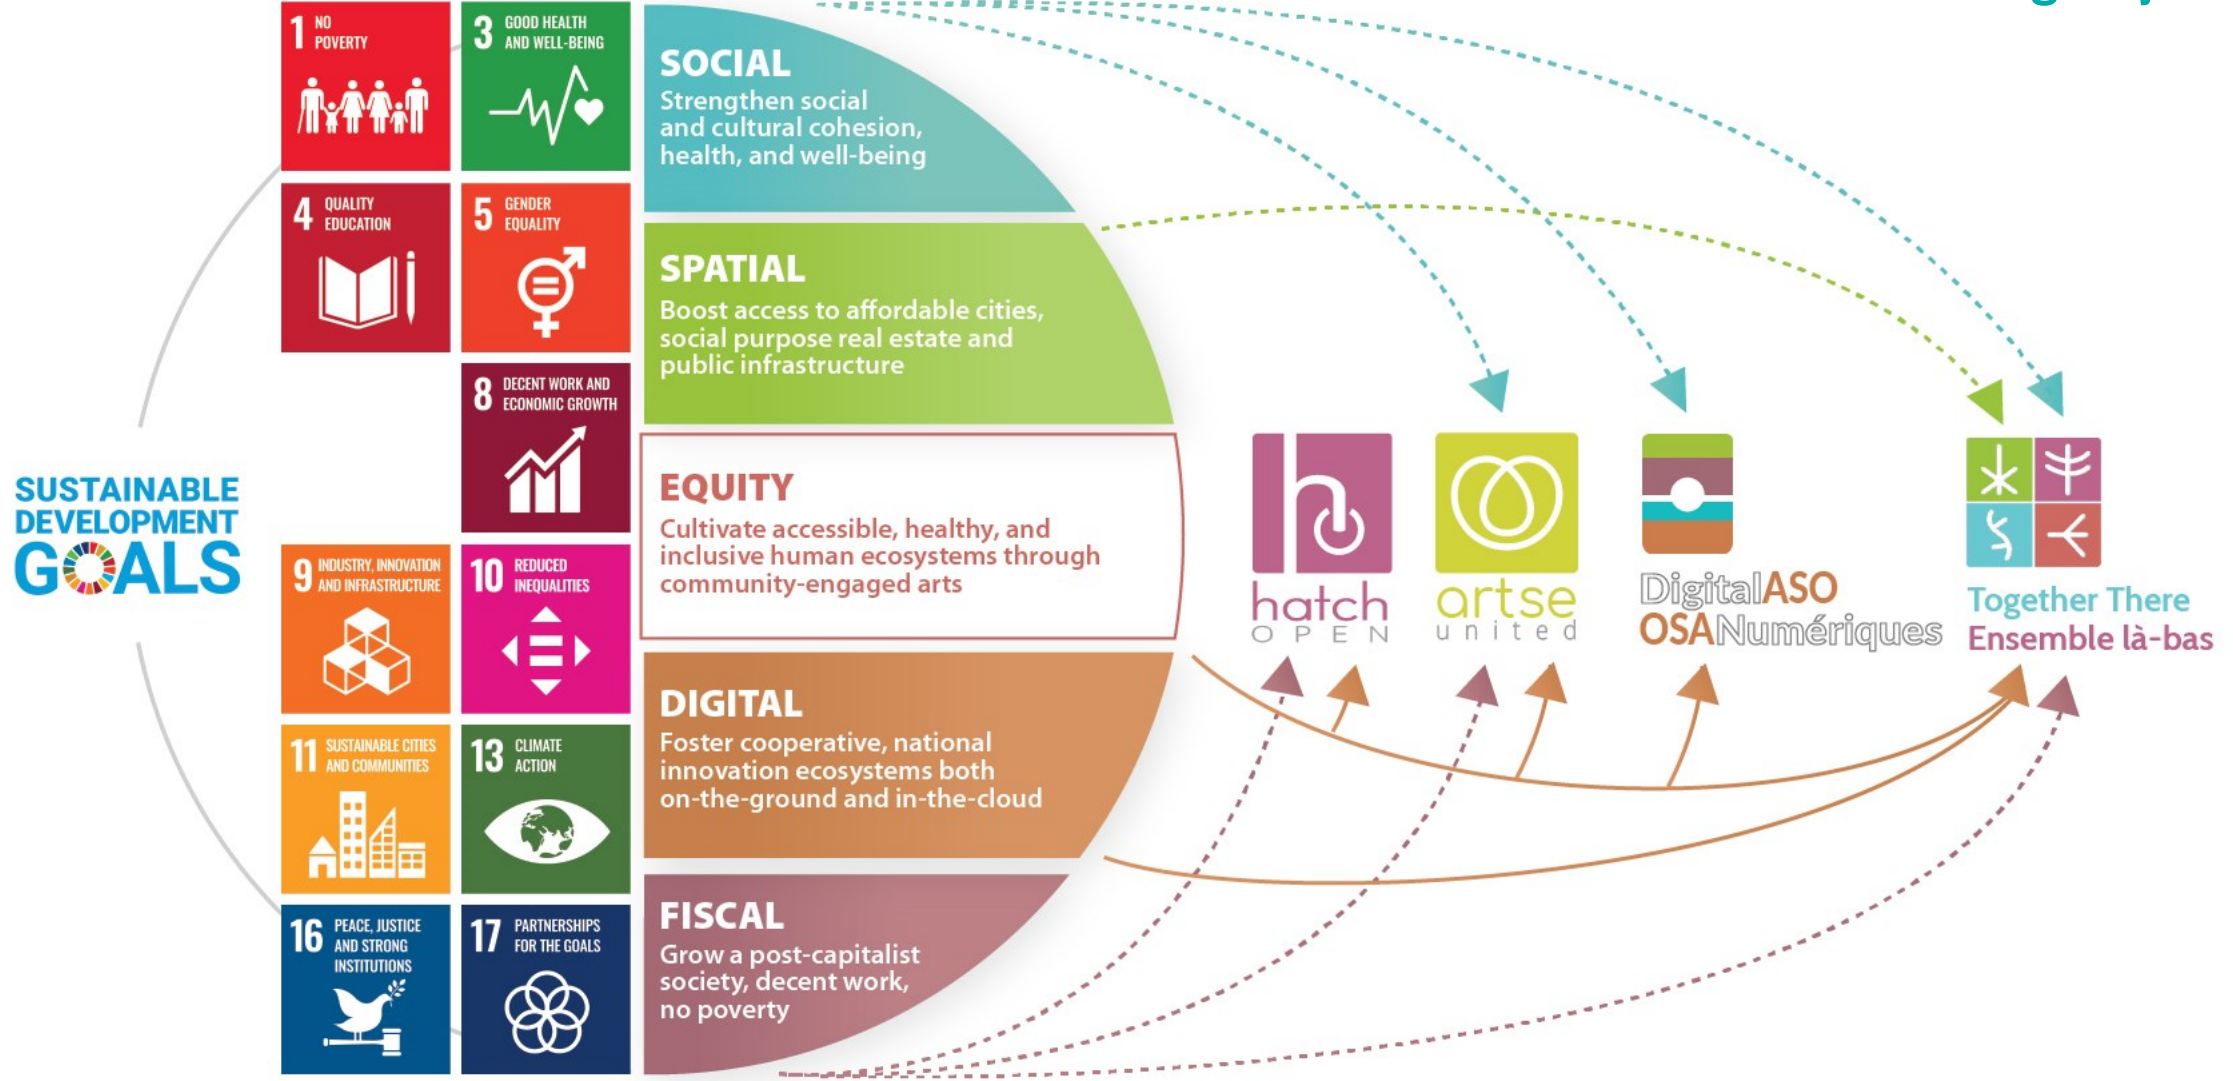 1 NO
POVERTY
3 GOOD HEALTH
AND WELL-BEING
4 QUALITY
EDUCATION
5 GENDER
EQUALITY
8 DECENT WORK AND
ECONOMIC GROWTH
SUSTAINABLE
DEVELOPMENT
GOALS
9 INDUSTRY, INNOVATION
AND INFRASTRUCTURE
10 REDUCED
INEQUALITIES
11 SUSTAINABLE CITIES
AND COMMUNITIES
13 CLIMATE
ACTION
16 PEACE, JUSTICE
AND STRONG
INSTITUTIONS
17 PARTNERSHIPS
FOR THE GOALS
SOCIAL
Strengthen social
and cultural cohesion,
health, and well-being
SPATIAL
Boost access to affordable cities,
social purpose real estate and
public infrastructure
EQUITY
Cultivate accessible, healthy, and
inclusive human ecosystems through
community-engaged arts
DIGITAL
Foster cooperative, national
innovation ecosystems both
on-the-ground and in-the-cloud
FISCAL
Grow a post-capitalist
society, decent work,
no poverty
hatch
OPEN
artse
united
DigitalASO
OSANumériques
Together There
Ensemble là-bas